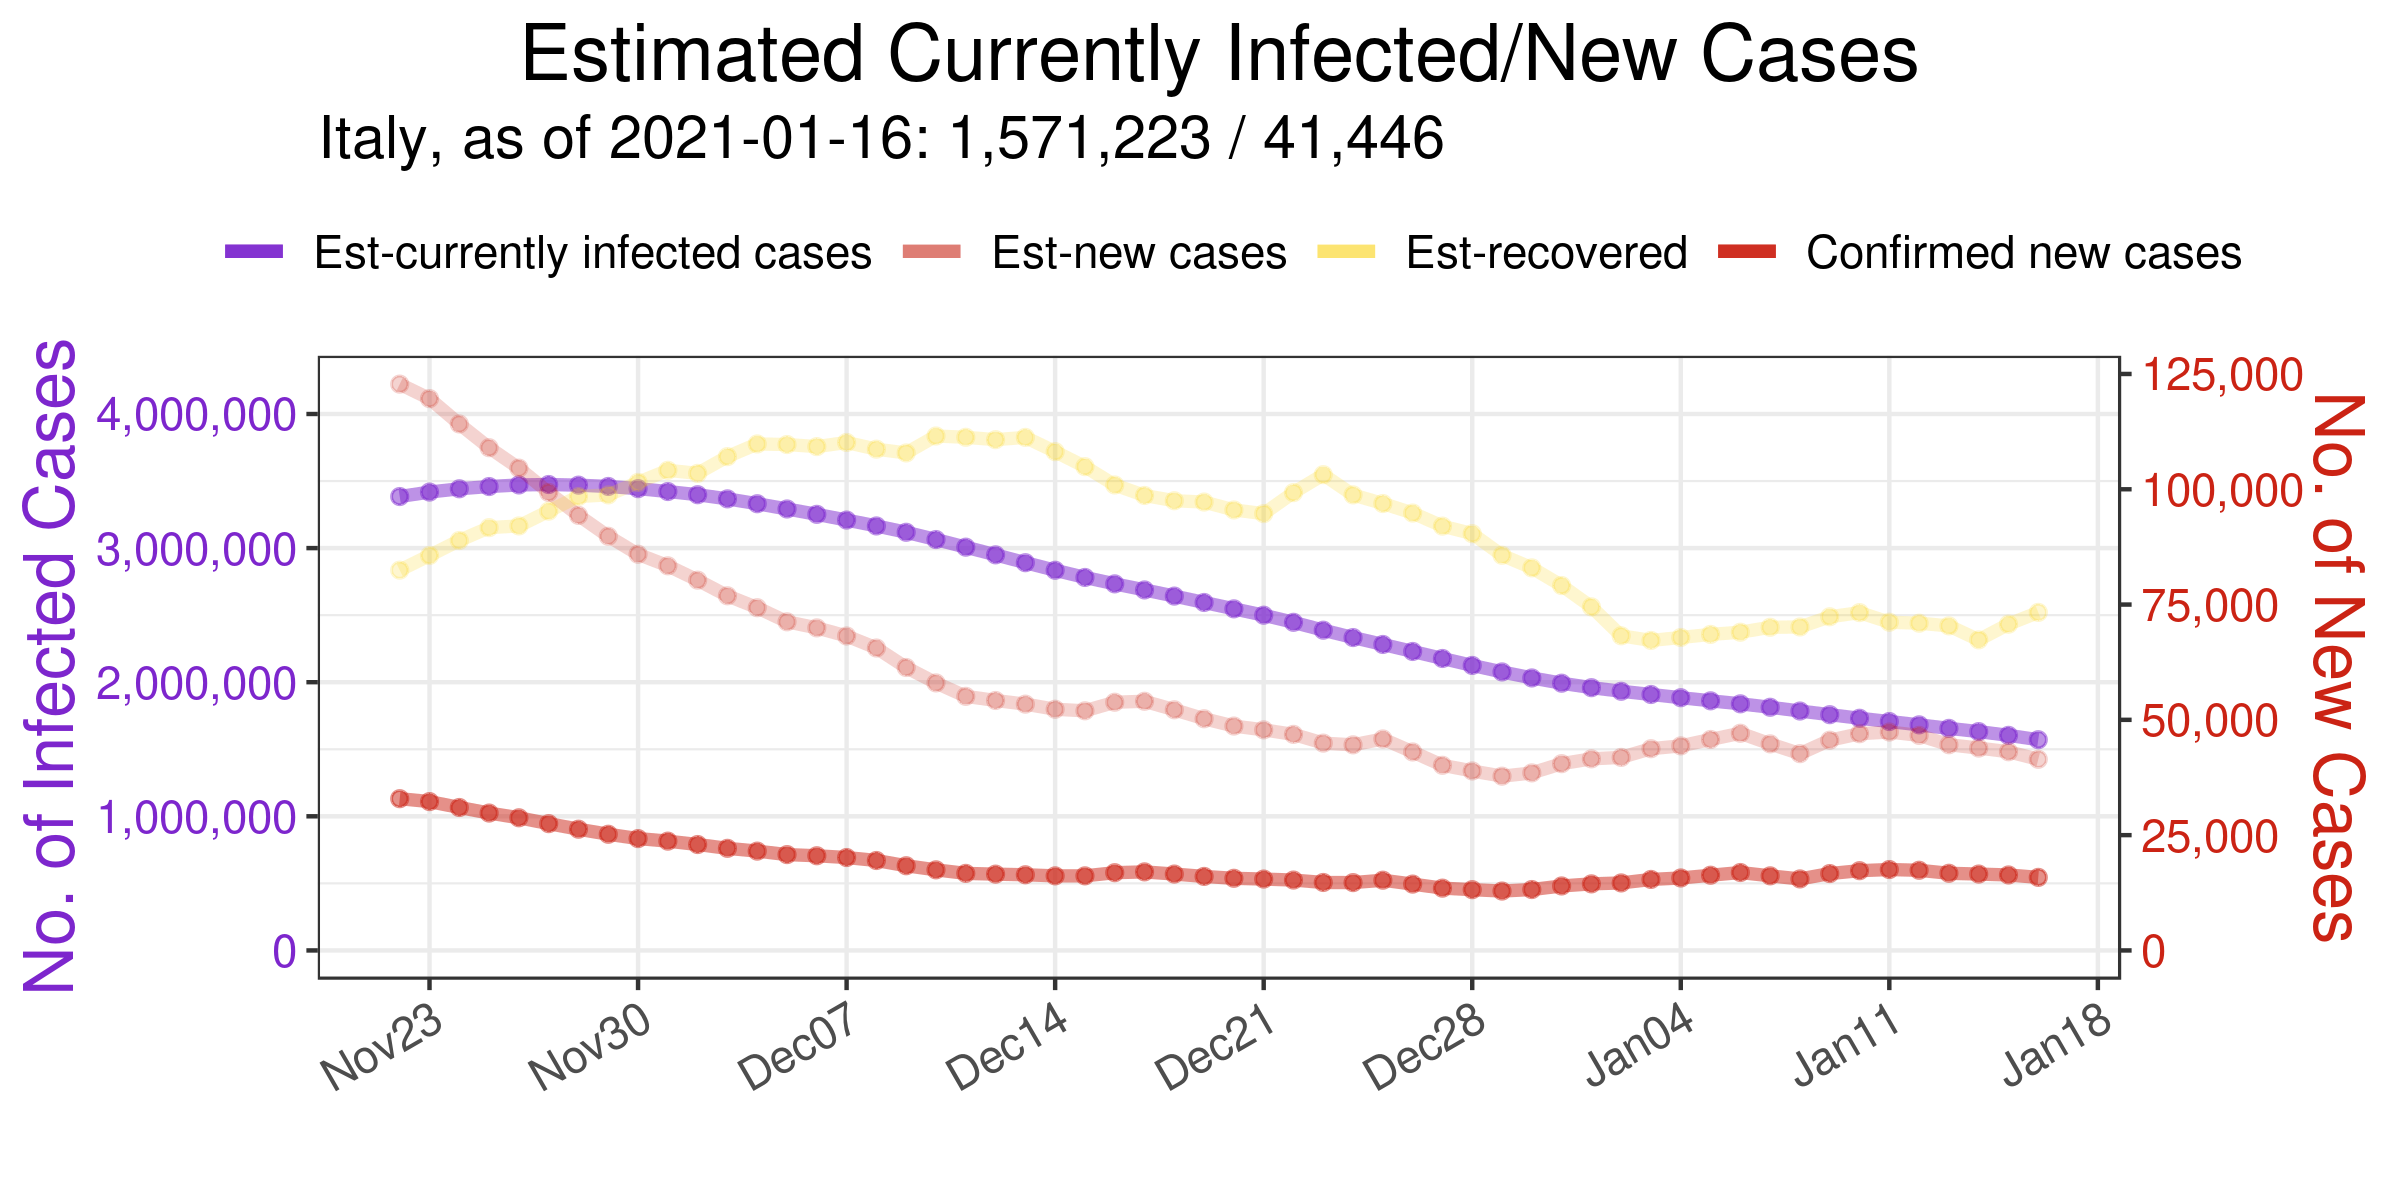 Estimated Currently Infected/New Cases
Italy, as of 2021-01-16: 1,571,223 / 41,446
Est-currently infected cases Est-new cases Est-recovered Confirmed new cases
No. of Infected Cases
4,000,000
3,000,000
2,000,000
1,000,000
0
125,000
100,000
75,000
50,000
25,000
0
No. of New Cases
Nov23 Nov30 Dec07 Dec14 Dec21 Dec28 Jan04 Jan11 Jan18